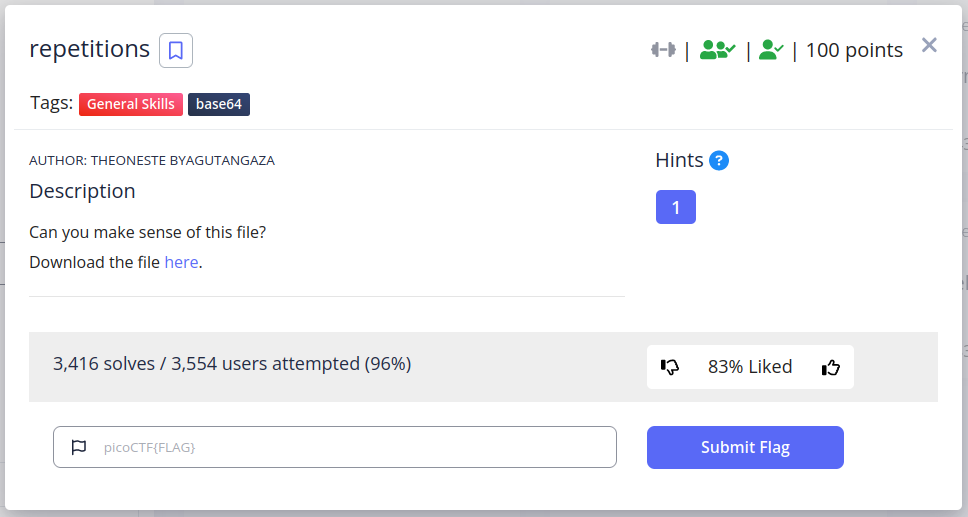 repetitions
| | | 100 points
Tags: General Skills base64
AUTHOR: THEONESTE BYAGUTANGAZA
Hints ?
Description
1
Can you make sense of this file?
Download the file here.
3,416 solves / 3,554 users attempted (96%)
83% Liked
picoCTF{FLAG}
Submit Flag